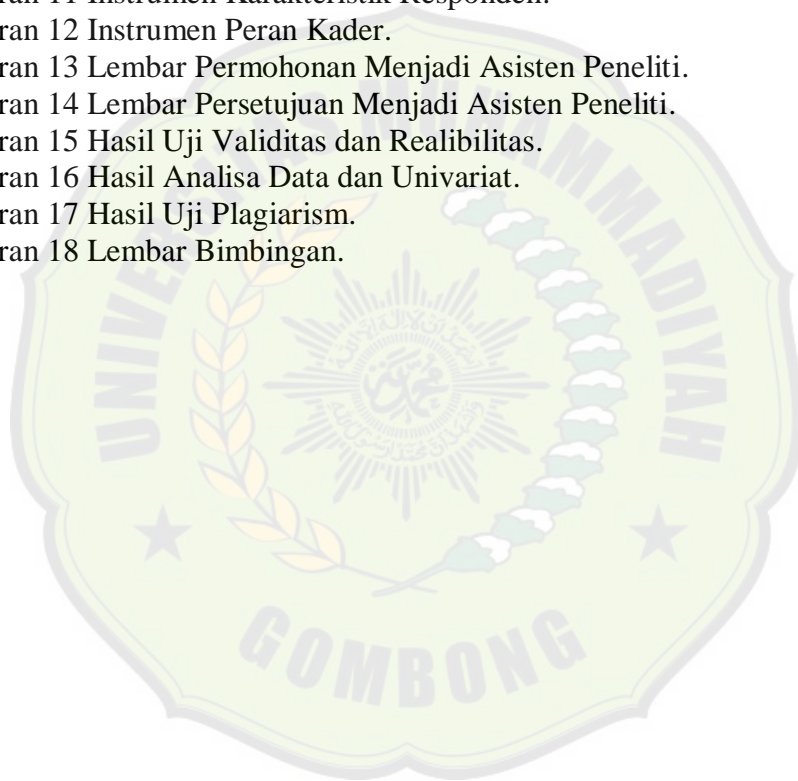 ran 11 Instrumen Karakteristik Responden.
ran 12 Instrumen Peran Kader.
ran 13 Lembar Permohonan Menjadi Asisten Peneliti.
ran 14 Lembar Persetujuan Menjadi Asisten Peneliti.
ran 15 Hasil Uji Validitas dan Realibilitas.
ran 16 Hasil Analisa Data dan Univariat.
ran 17 Hasil Uji Plagiarism.
ran 18 Lembar Bimbingan.
UNIVERSITAS MUHAMMADIYAH
GOMBONG